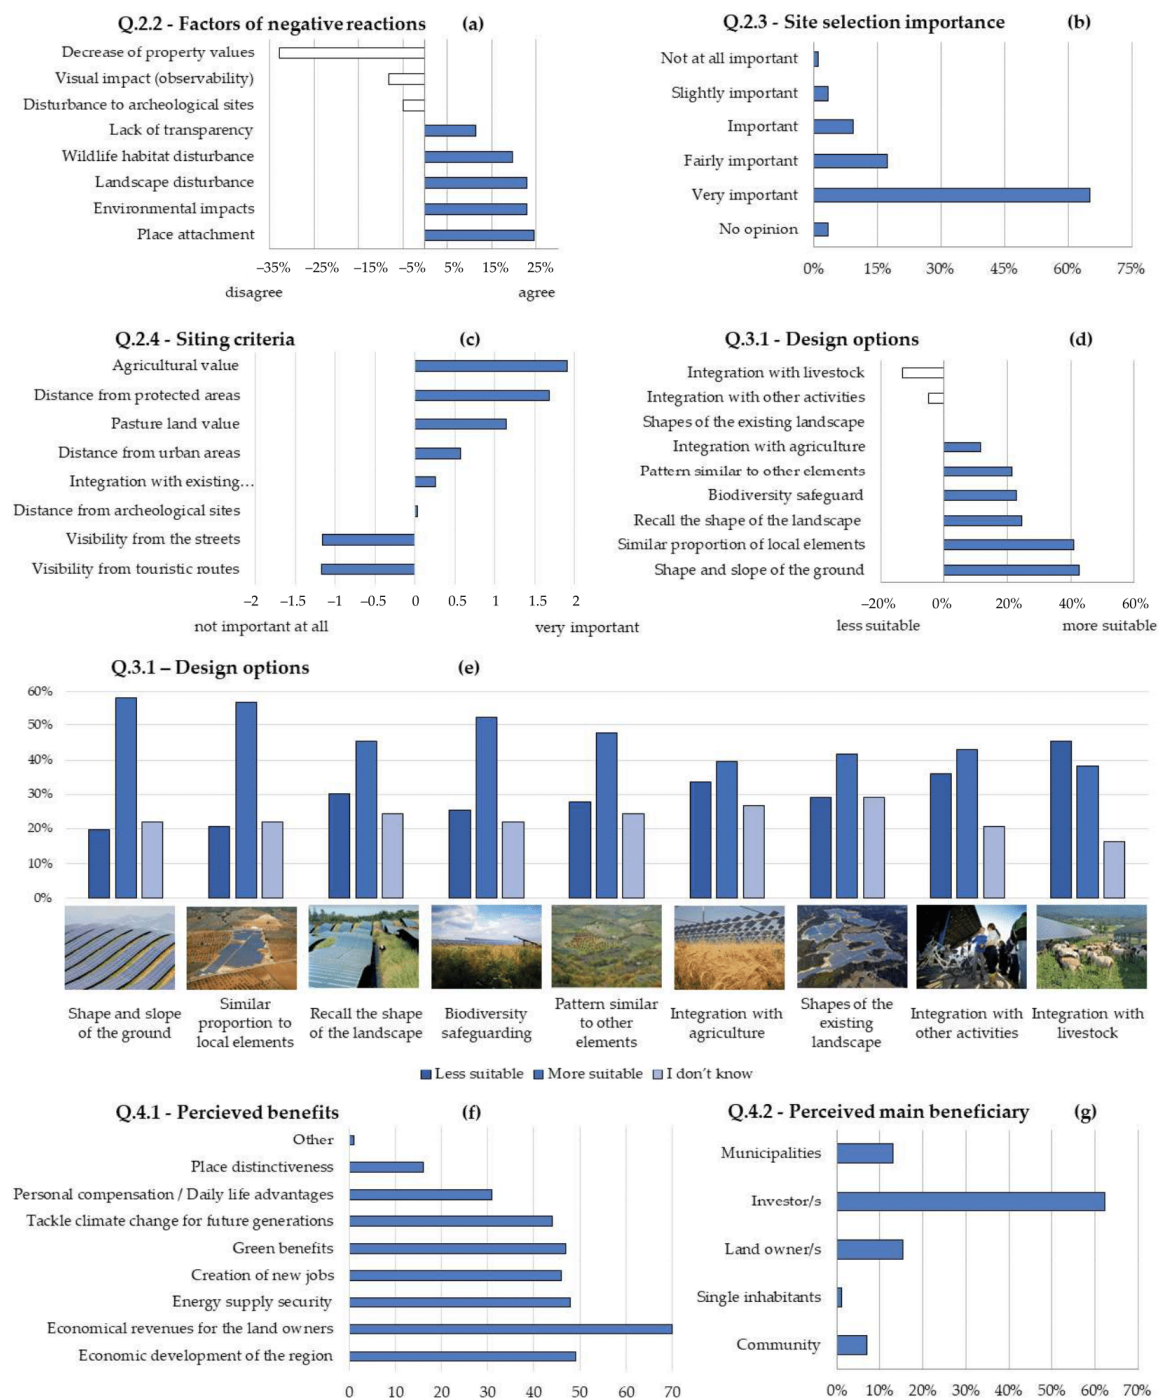 Q.2.2 - Factors of negative reactions (a)
Decrease of property values
Visual impact (observability)
Disturbance to archeological sites
Lack of transparency
Wildlife habitat disturbance
Landscape disturbance
Environmental impacts
Place attachment
–35% –25% –15% –5% 5% 15% 25%
disagree agree
Q.2.3 - Site selection importance (b)
Not at all important
Slightly important
Important
Fairly important
Very important
No opinion
0% 15% 30% 45% 60% 75%
Q.2.4 - Siting criteria (c)
Agricultural value
Distance from protected areas
Pasture land value
Distance from urban areas
Integration with existing…
Distance from archeological sites
Visibility from the streets
Visibility from touristic routes
–2 –1.5 –1 –0.5 0 0.5 1 1.5 2
not important at all very important
Q.3.1 - Design options (d)
Integration with livestock
Integration with other activities
Shapes of the existing landscape
Integration with agriculture
Pattern similar to other elements
Biodiversity safeguard
Recall the shape of the landscape
Similar proportion of local elements
Shape and slope of the ground
–20% 0% 20% 40% 60%
less suitable more suitable
Q.3.1 – Design options (e)
60%
50%
40%
30%
20%
10%
0%
Shape and slope
of the ground
Similar
proportion to
local elements
Recall the shape
of the landscape
Biodiversity
safeguarding
Pattern similar
to other
elements
Integration with
agriculture
Shapes of the
existing
landscape
Integration with
other activities
Integration with
livestock
Less suitable More suitable I don't know
Q.4.1 - Percieved benefits (f)
Other
Place distinctiveness
Personal compensation / Daily life advantages
Tackle climate change for future generations
Green benefits
Creation of new jobs
Energy supply security
Economical revenues for the land owners
Economic development of the region
0 10 20 30 40 50 60 70
Q.4.2 - Perceived main beneficiary (g)
Municipalities
Investor/s
Land owner/s
Single inhabitants
Community
0% 10% 20% 30% 40% 50% 60% 70%